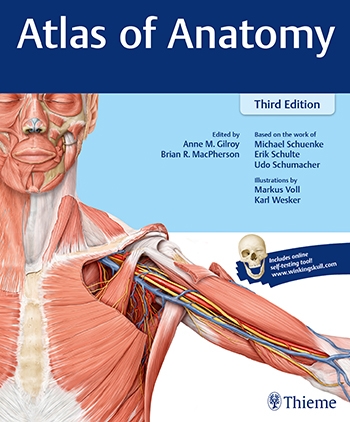 Atlas of Anatomy
Third Edition
Edited by
Anne M. Gilroy
Brian R. MacPherson
Based on the work of
Michael Schuenke
Erik Schulte
Udo Schumacher
Illustrations by
Markus Voll
Karl Wesker
Includes online
self-testing tool!
www.winkingskull.com
Thieme